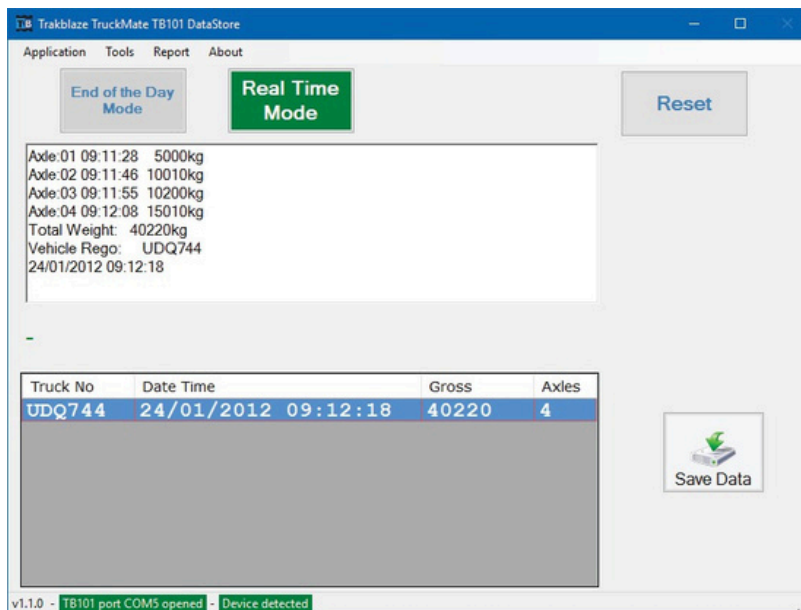 TB Trakblaze TruckMate TB101 DataStore
Application Tools Report About
End of the Day
Mode
Real Time
Mode
Reset
Axle:01 09:11:28 5000kg
Axle:02 09:11:46 10010kg
Axle:03 09:11:55 10200kg
Axle:04 09:12:08 15010kg
Total Weight: 40220kg
Vehicle Rego: UDQ744
24/01/2012 09:12:18
-
Truck No Date Time Gross Axles
UDQ744 24/01/2012 09:12:18 40220 4
Save Data
v1.1.0 - TB101 port COM5 opened - Device detected